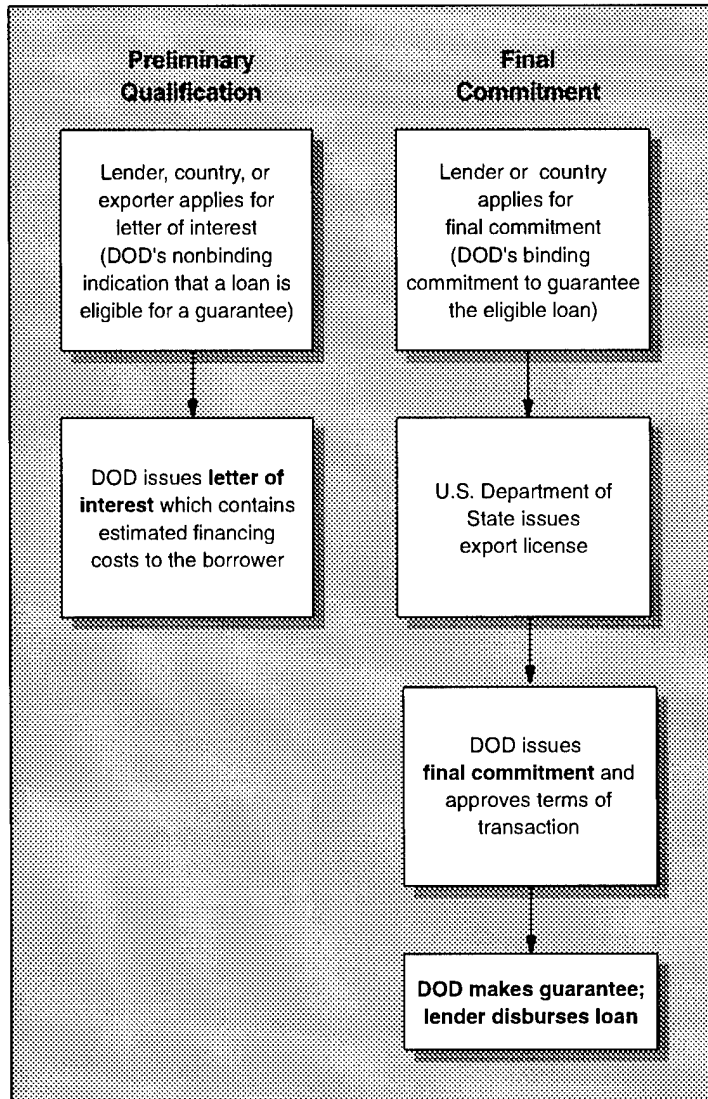 Preliminary
Qualification
Lender, country, or
exporter applies for
letter of interest
(DOD's nonbinding
indication that a loan is
eligible for a guarantee)
DOD issues letter of
interest which contains
estimated financing
costs to the borrower
Final
Commitment
Lender or country
applies for
final commitment
(DOD's binding
commitment to guarantee
the eligible loan)
U.S. Department of
State issues
export license
DOD issues
final commitment and
approves terms of
transaction
DOD makes guarantee;
lender disburses loan